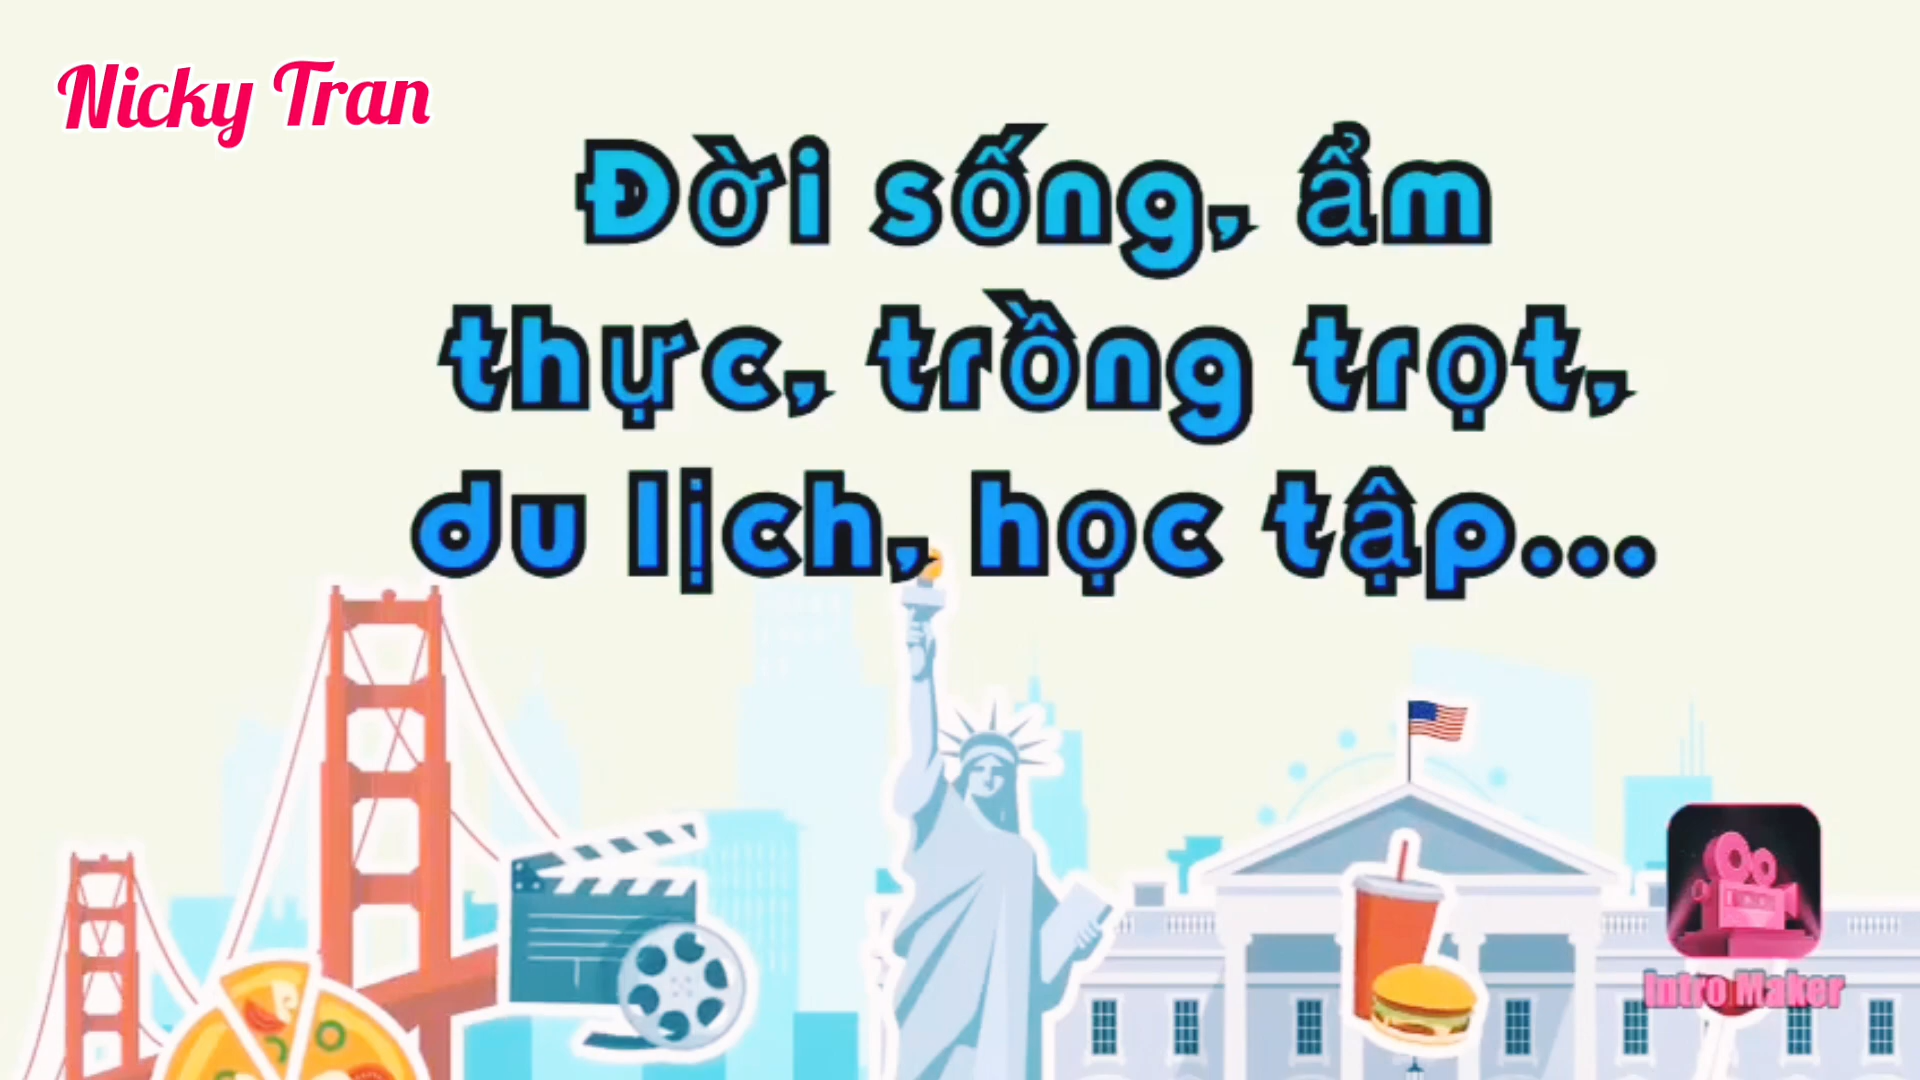 Nicky Tran
Đời sống, ẩm
thực, trồng trọt,
du lịch, học tập...
Intro Maker